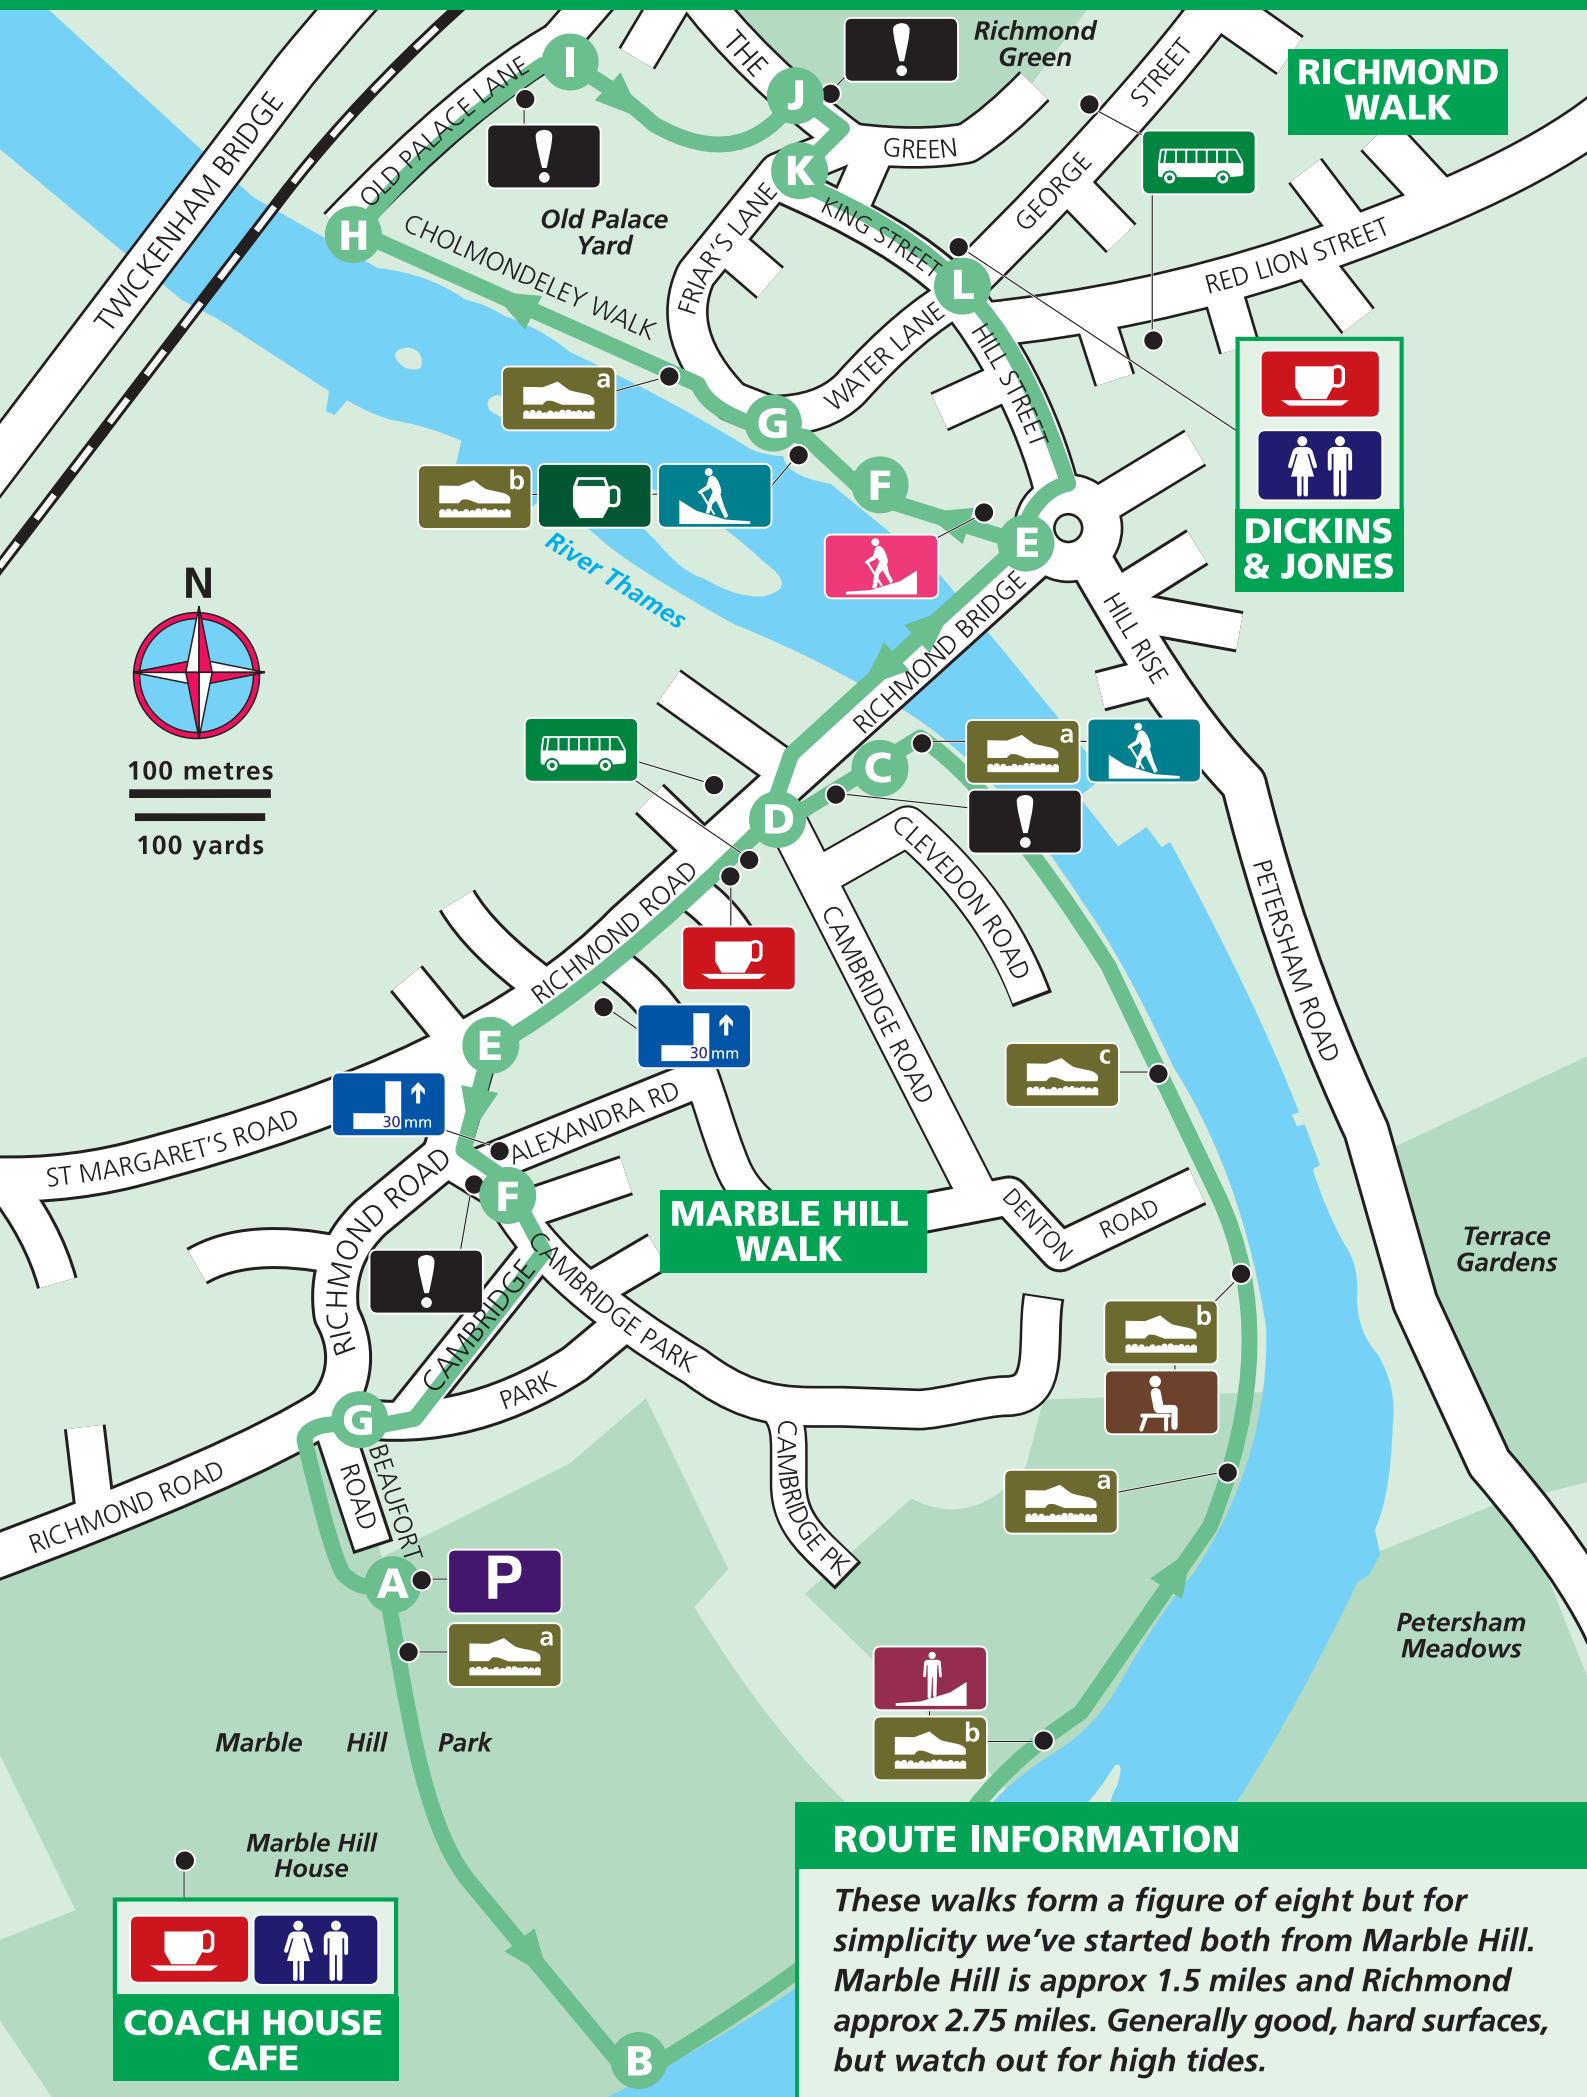 Richmond
Green
RICHMOND
WALK
THE
GREEN
GEORGE
STREET
I
J
K
H
L
TWICKENHAM BRIDGE
OLD PALACE LANE
Old Palace
Yard
CHOLMONDELEY WALK
FRIAR'S LANE
KING STREET
WATER LANE
HILL STREET
RED LION STREET
a
G
F
E
b
River Thames
DICKINS
& JONES
N
100 metres
100 yards
RICHMOND BRIDGE
HILL RISE
C
a
D
CLEVEDON ROAD
PETERSHAM ROAD
RICHMOND ROAD
CAMBRIDGE ROAD
E
30 mm
30 mm
c
ALEXANDRA RD
ST MARGARET'S ROAD
RICHMOND ROAD
F
MARBLE HILL
WALK
DENTON
ROAD
Terrace
Gardens
CAMBRIDGE PARK
CAMBRIDGE
PARK
b
G
BEAUFORT
ROAD
CAMBRIDGE PK
a
RICHMOND ROAD
A
P
a
Petersham
Meadows
b
Marble Hill Park
Marble Hill
House
COACH HOUSE
CAFE
B
ROUTE INFORMATION
These walks form a figure of eight but for
simplicity we've started both from Marble Hill.
Marble Hill is approx 1.5 miles and Richmond
approx 2.75 miles. Generally good, hard surfaces,
but watch out for high tides.